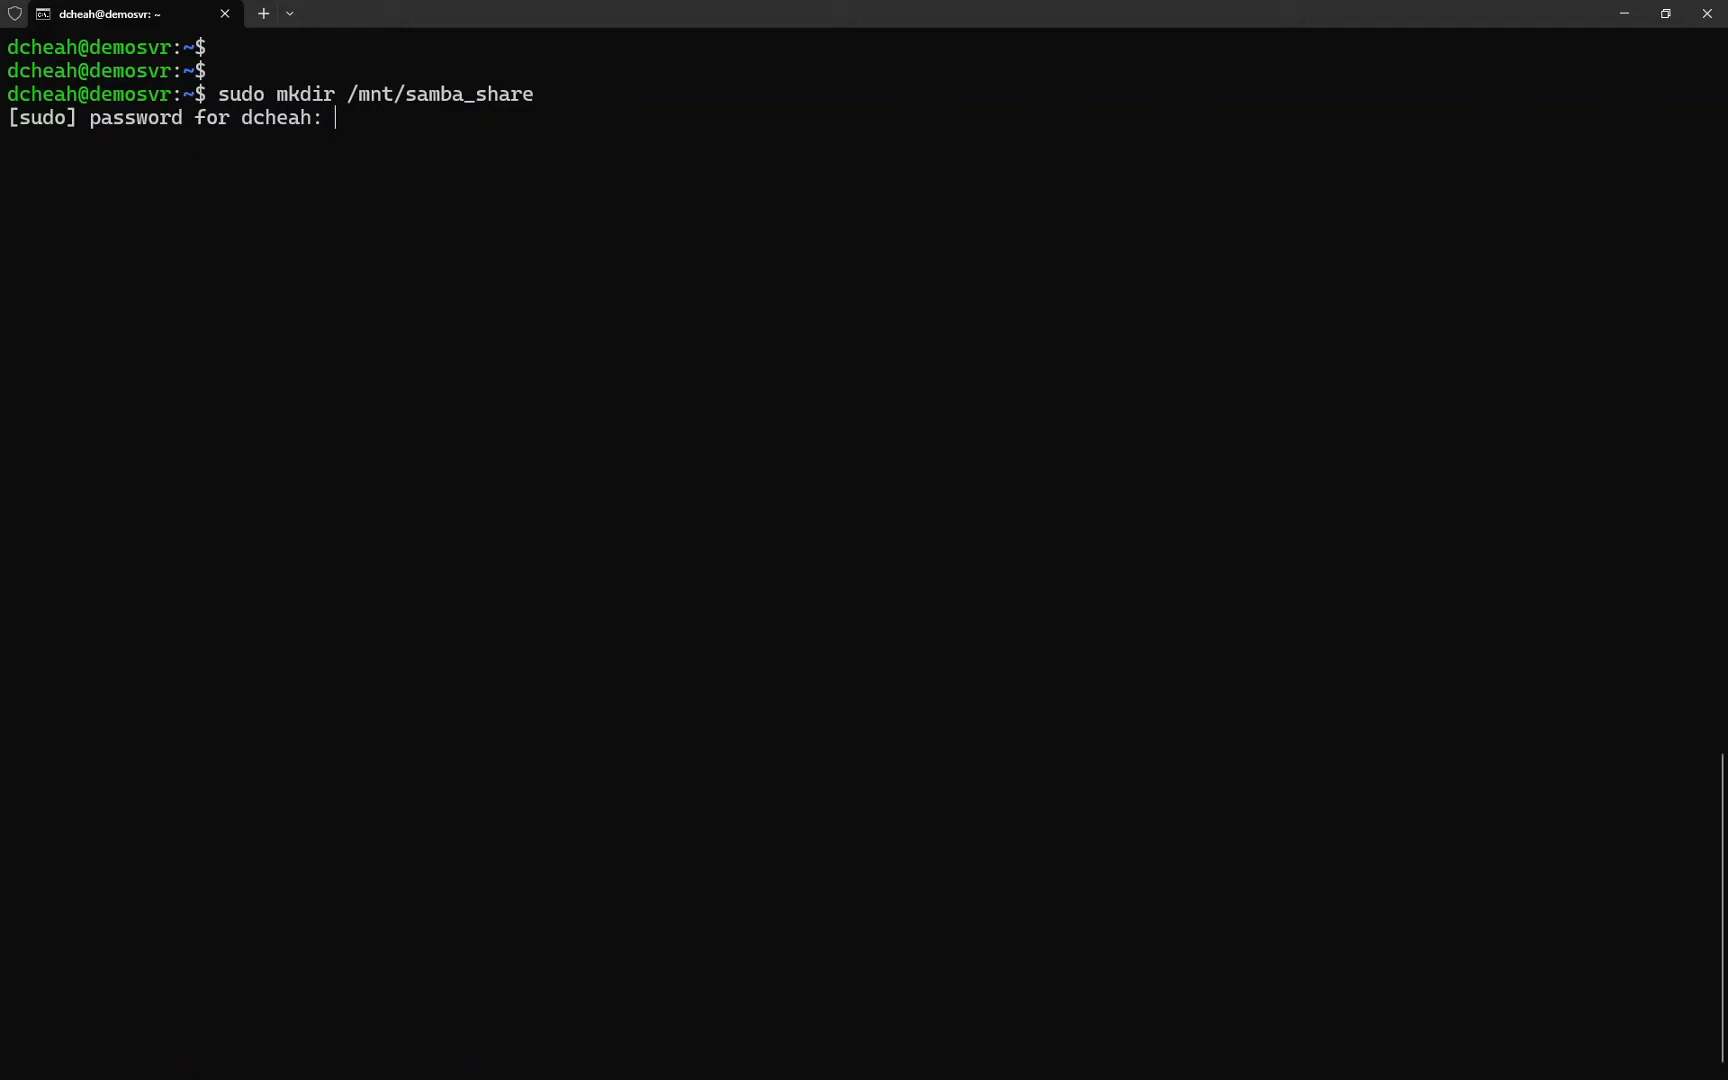 dcheah@demosvr: ~
dcheah@demosvr:~$
dcheah@demosvr:~$
dcheah@demosvr:~$ sudo mkdir /mnt/samba_share
[sudo] password for dcheah: